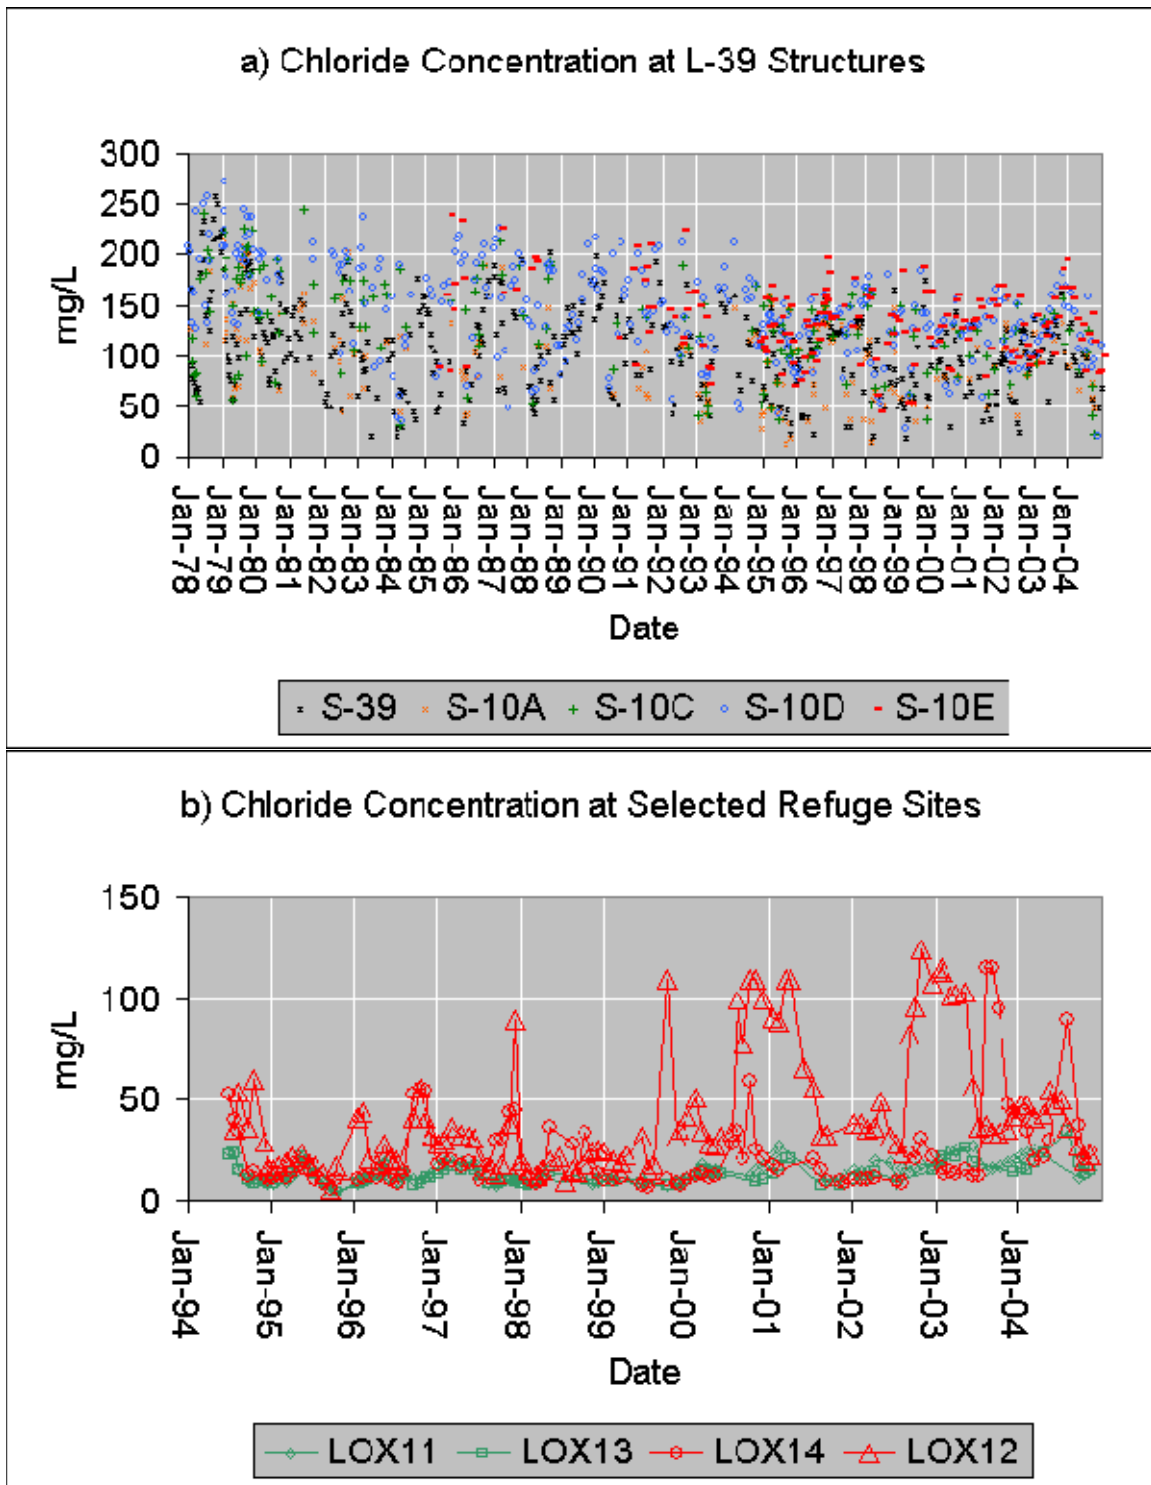 a) Chloride Concentration at L-39 Structures
300
250
200
150
100
50
0
mg/L
Jan-78
Jan-79
Jan-80
Jan-81
Jan-82
Jan-83
Jan-84
Jan-85
Jan-86
Jan-87
Jan-88
Jan-89
Jan-90
Jan-91
Jan-92
Jan-93
Jan-94
Jan-95
Jan-96
Jan-97
Jan-98
Jan-99
Jan-00
Jan-01
Jan-02
Jan-03
Jan-04
Date
S-39 S-10A S-10C S-10D S-10E
b) Chloride Concentration at Selected Refuge Sites
150
100
50
0
mg/L
Jan-94
Jan-95
Jan-96
Jan-97
Jan-98
Jan-99
Jan-00
Jan-01
Jan-02
Jan-03
Jan-04
Date
LOX11 LOX13 LOX14 LOX12